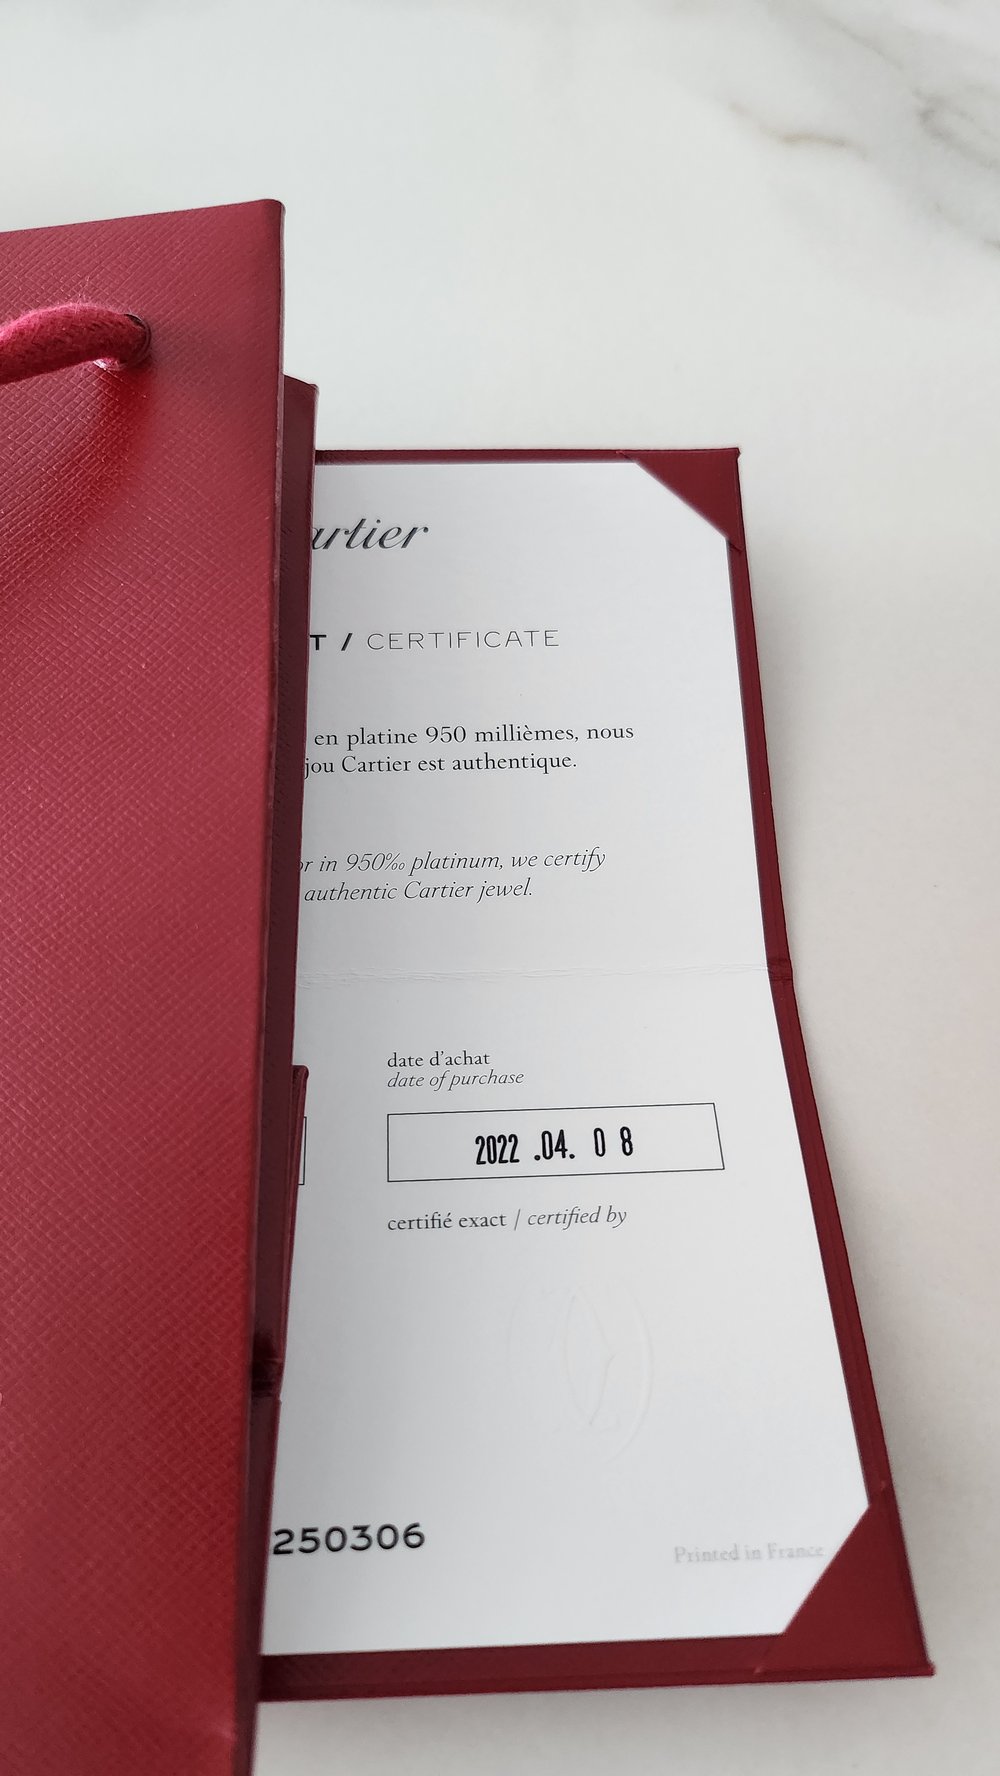 artier
T / CERTIFICATE
en platine 950 millièmes, nous
jou Cartier est authentique.
or in 950‰ platinum, we certify
authentic Cartier jewel.
date d'achat
date of purchase
2022 .04. 0 8
certifié exact / certified by
250306
Printed in France